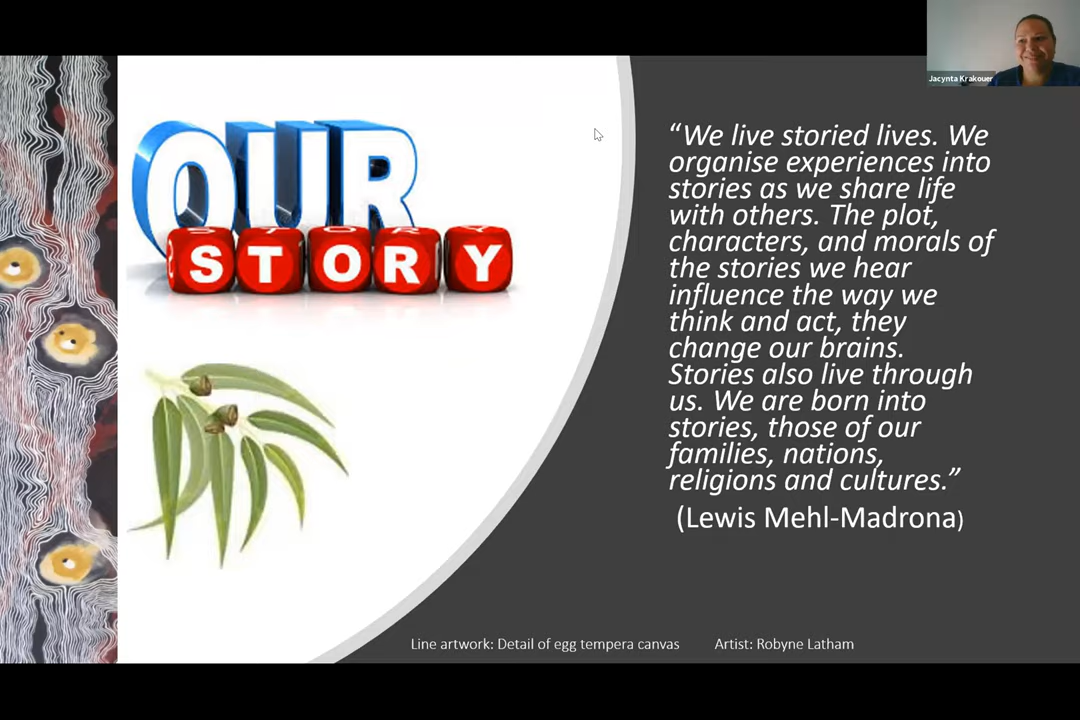 Jacynta Krakouer
OUR
STORY
“We live storied lives. We
organise experiences into
stories as we share life
with others. The plot,
characters, and morals of
the stories we hear
influence the way we
think and act, they
change our brains.
Stories also live through
us. We are born into
stories, those of our
families, nations,
religions and cultures.”
(Lewis Mehl-Madrona)
Line artwork: Detail of egg tempera canvas Artist: Robyne Latham